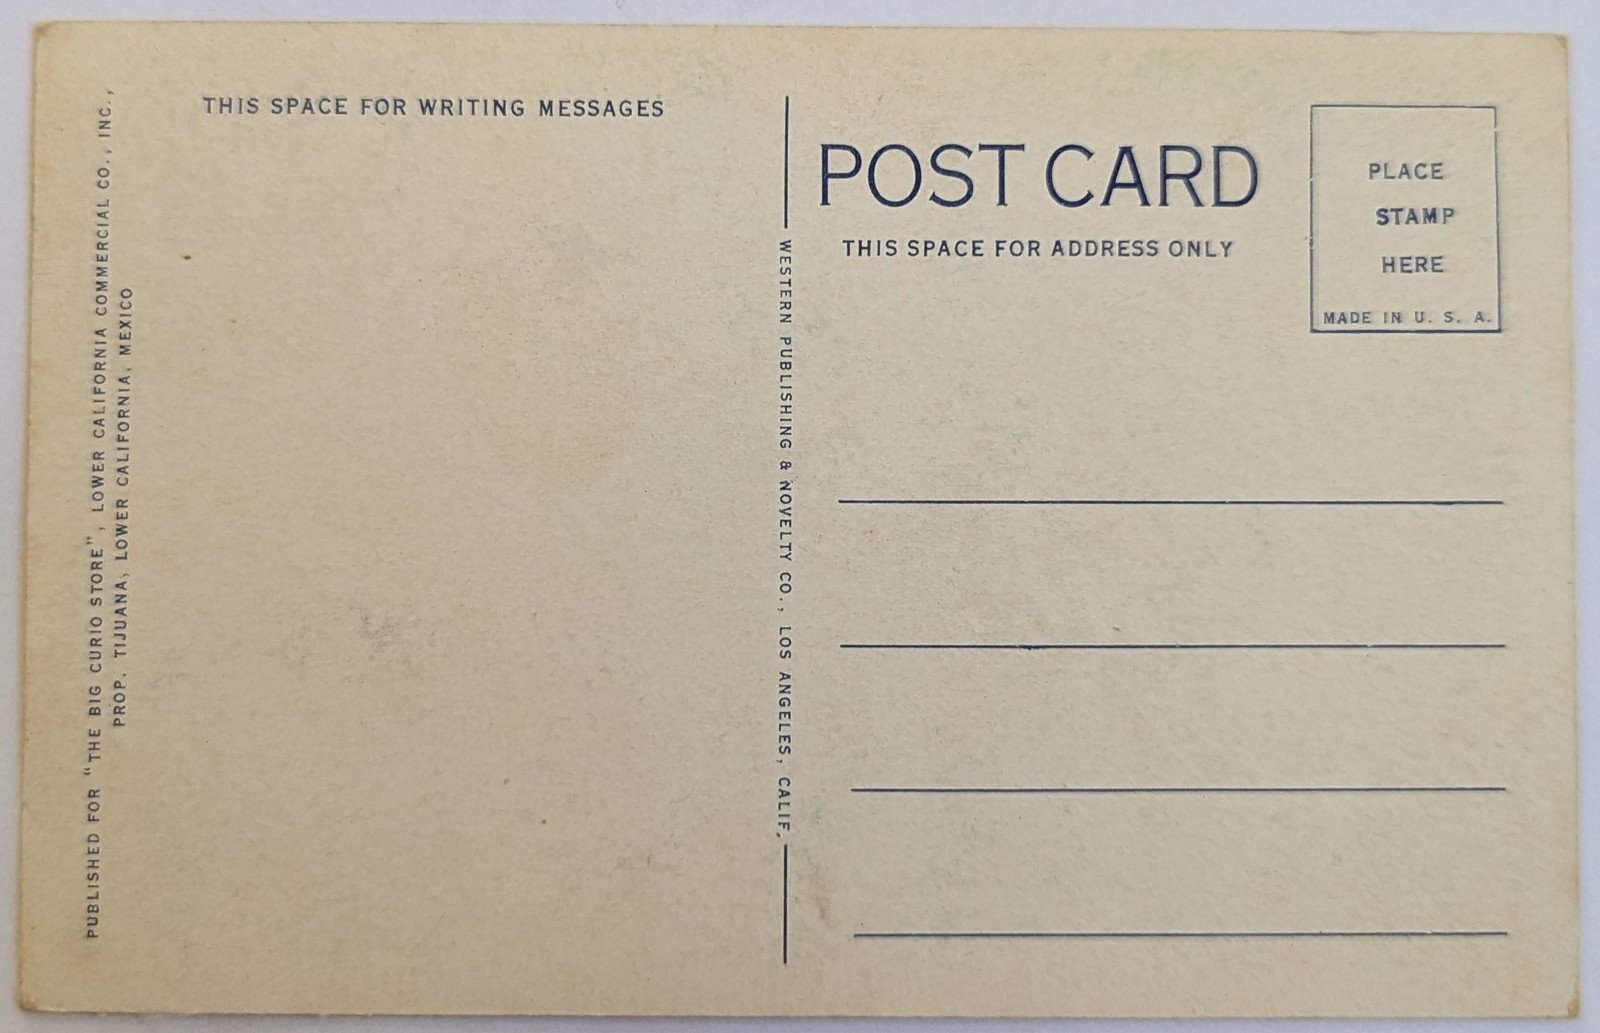 PUBLISHED FOR "THE BIG CURIO STORE", LOWER CALIFORNIA COMMERCIAL CO., INC.,
PROP. TIJUANA, LOWER CALIFORNIA, MEXICO
THIS SPACE FOR WRITING MESSAGES
WESTERN PUBLISHING & NOVELTY CO., LOS ANGELES, CALIF.
POST CARD
THIS SPACE FOR ADDRESS ONLY
PLACE
STAMP
HERE
MADE IN U. S. A.